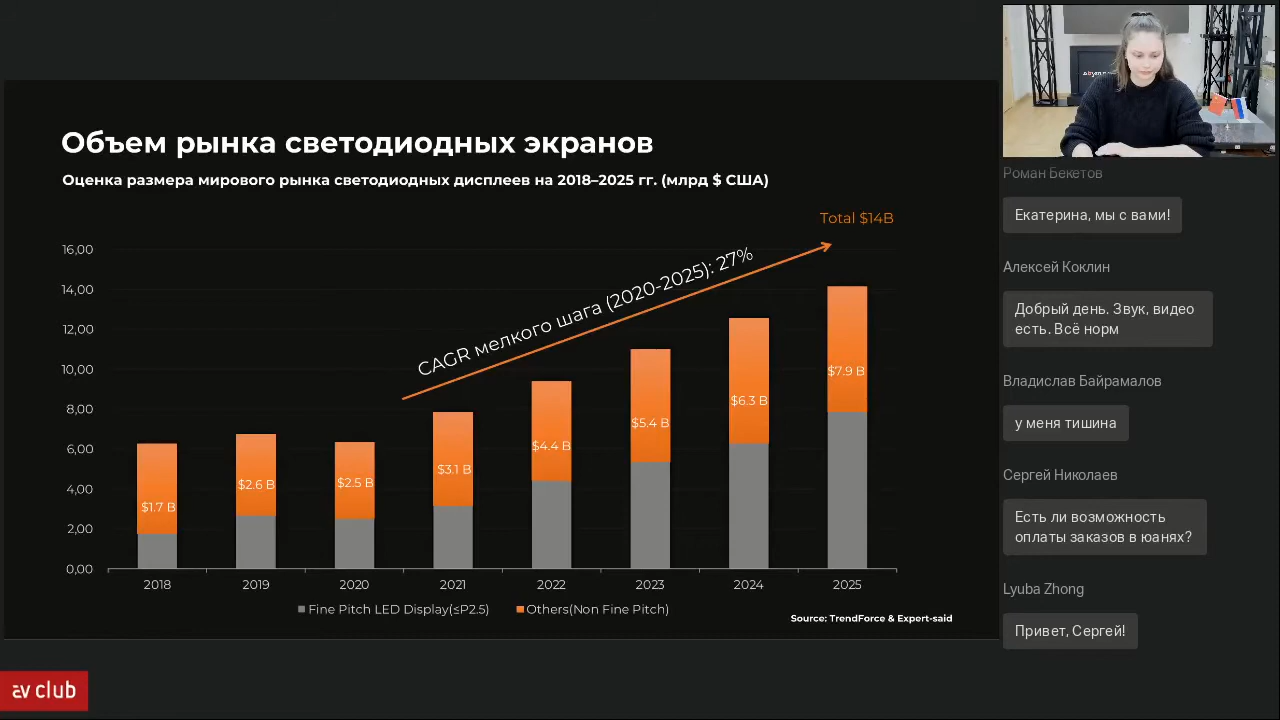 Объем рынка светодиодных экранов
Оценка размера мирового рынка светодиодных дисплеев на 2018–2025 гг. (млрд $ США)
Total $14B
CAGR мелкого шага (2020-2025): 27%
16,00
14,00
12,00
10,00
8,00
6,00
4,00
2,00
0,00
$1.7 B
$2.6 B
$2.5 B
$3.1 B
$4.4 B
$5.4 B
$6.3 B
$7.9 B
2018
2019
2020
2021
2022
2023
2024
2025
Fine Pitch LED Display(≤P2.5)
Others(Non Fine Pitch)
Source: TrendForce & Expert-said
av club
Роман Бекетов
Екатерина, мы с вами!
Алексей Коклин
Добрый день. Звук, видео
есть. Всё норм
Владислав Байрамалов
у меня тишина
Сергей Николаев
Есть ли возможность
оплаты заказов в юанях?
Lyuba Zhong
Привет, Сергей!